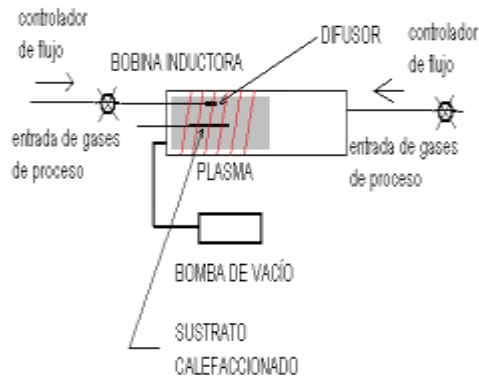 controlador
de flujo
BOBINA INDUCTORA
DIFUSOR
controlador
de flujo
entrada de gases
de proceso
PLASMA
entrada de gases
de proceso
BOMBA DE VACÍO
SUSTRATO
CALEFACCIONADO